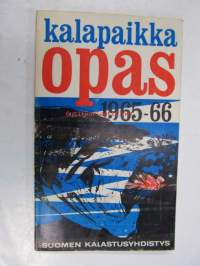 kalapaikka
opas
1965-66
SUOMEN KALASTUSYHDISTYS